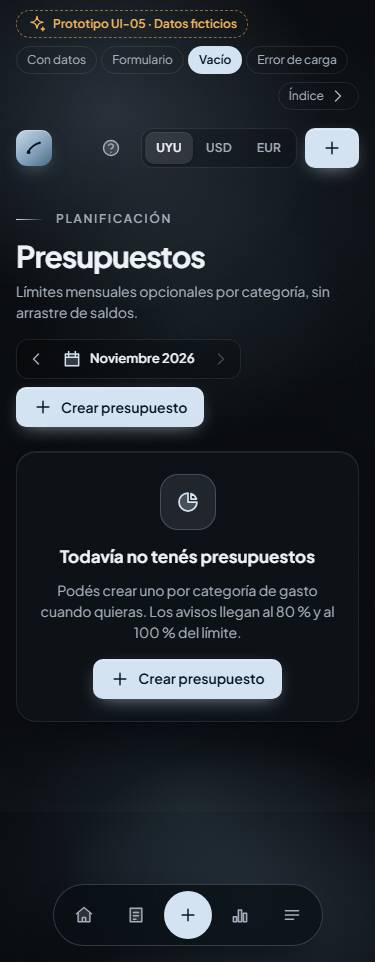 Prototipo UI-05 · Datos ficticios
Con datos Formulario Vacío Error de carga
Índice
UYU USD EUR
PLANIFICACIÓN
Presupuestos
Límites mensuales opcionales por categoría, sin
arrastre de saldos.
Noviembre 2026
Crear presupuesto
Todavía no tenés presupuestos
Podés crear uno por categoría de gasto
cuando quieras. Los avisos llegan al 80 % y al
100 % del límite.
Crear presupuesto